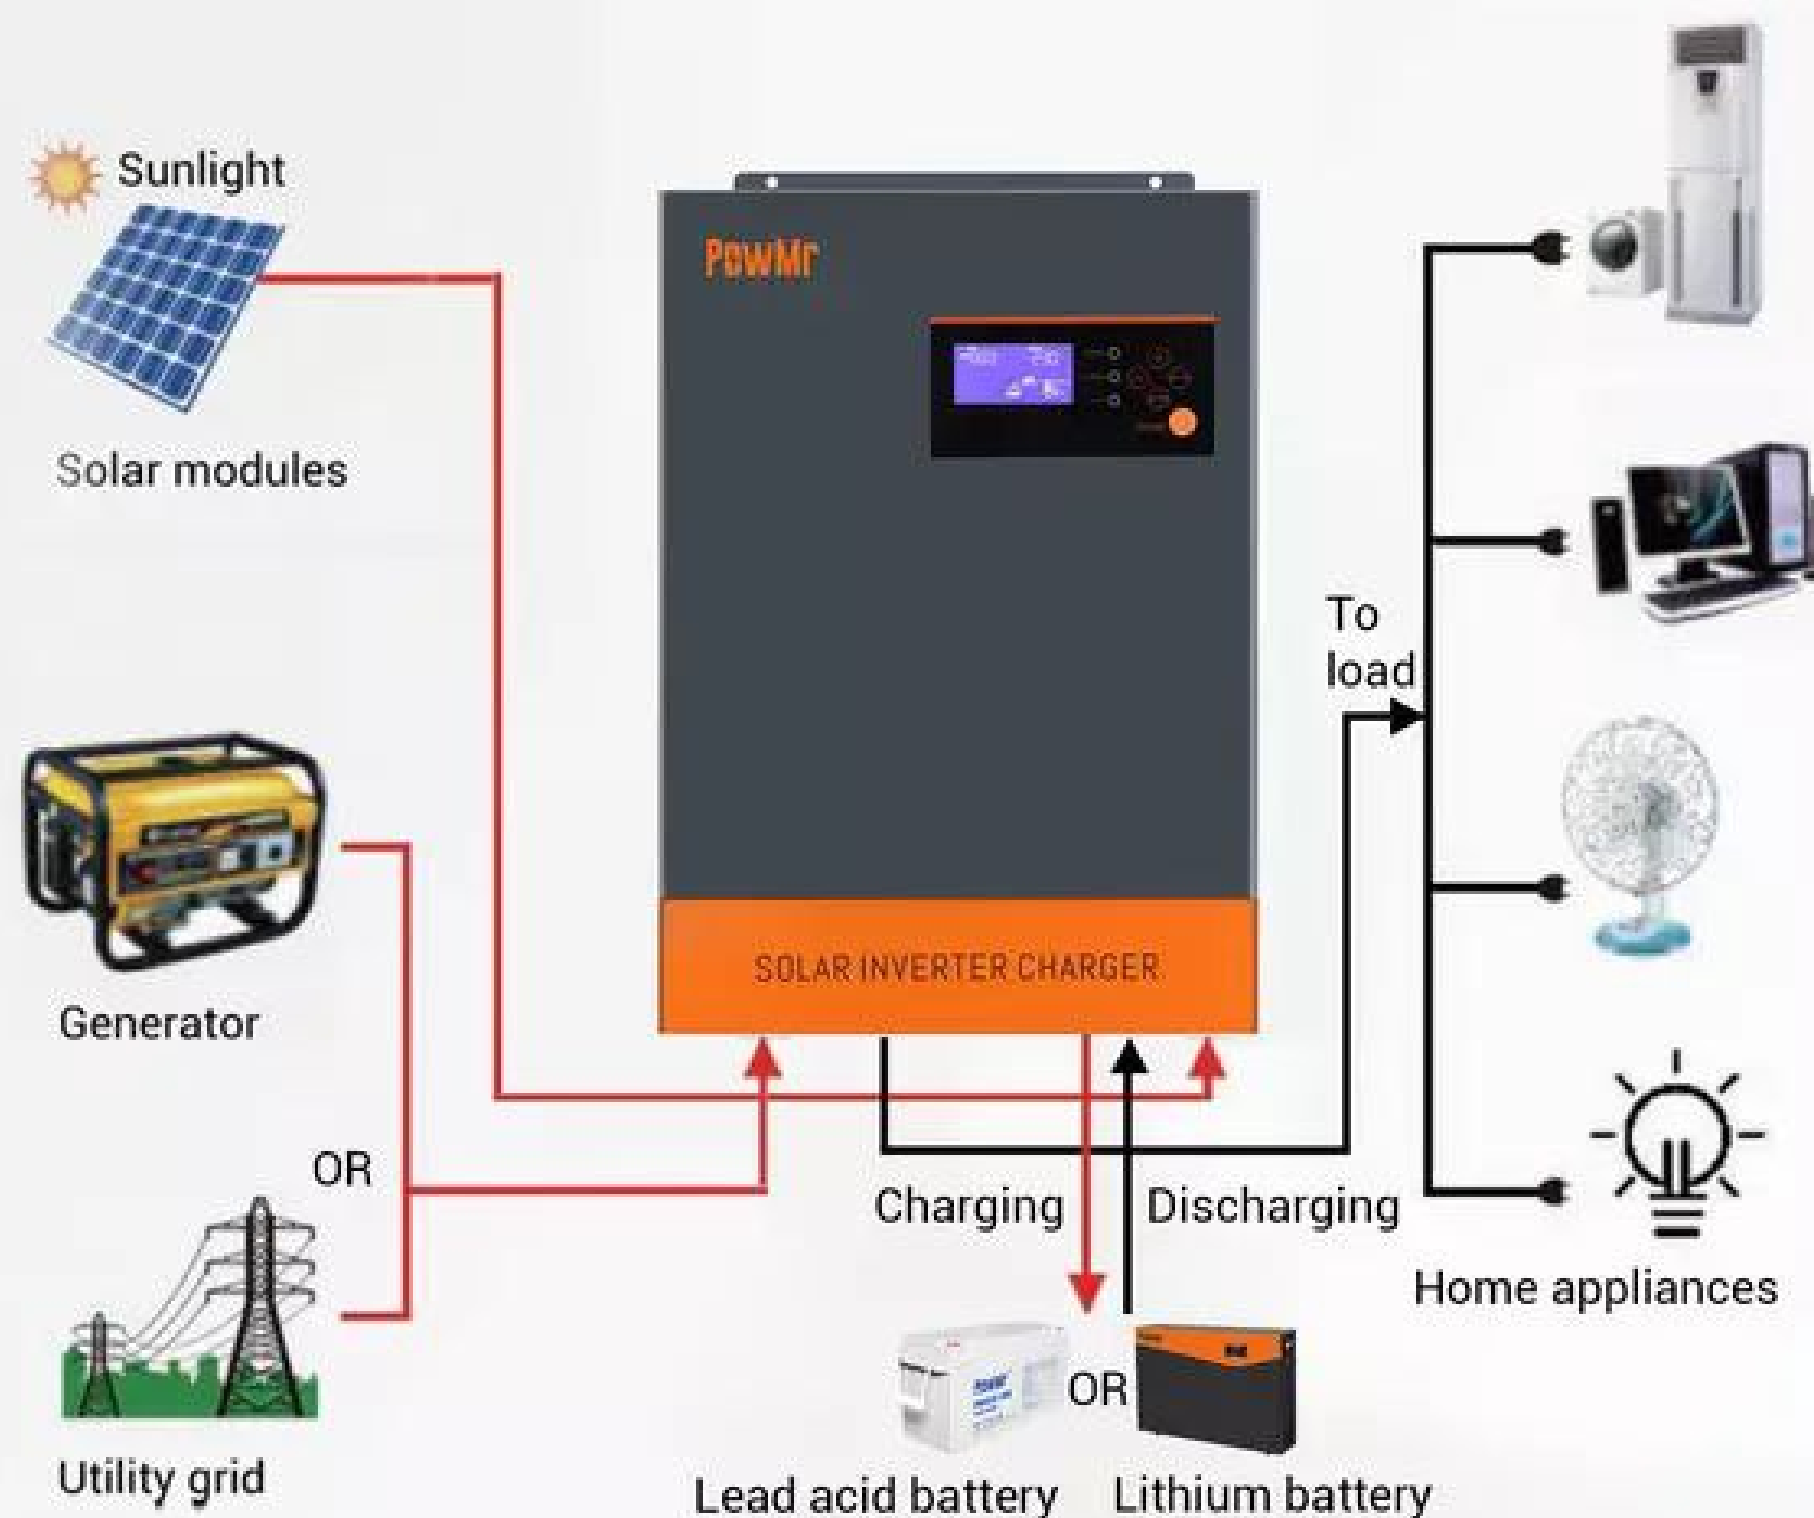 Sunlight
Solar modules
PowMr
To
load
SOLAR INVERTER CHARGER
Generator
OR
Charging
Discharging
Home appliances
OR
Utility grid
Lead acid battery
Lithium battery